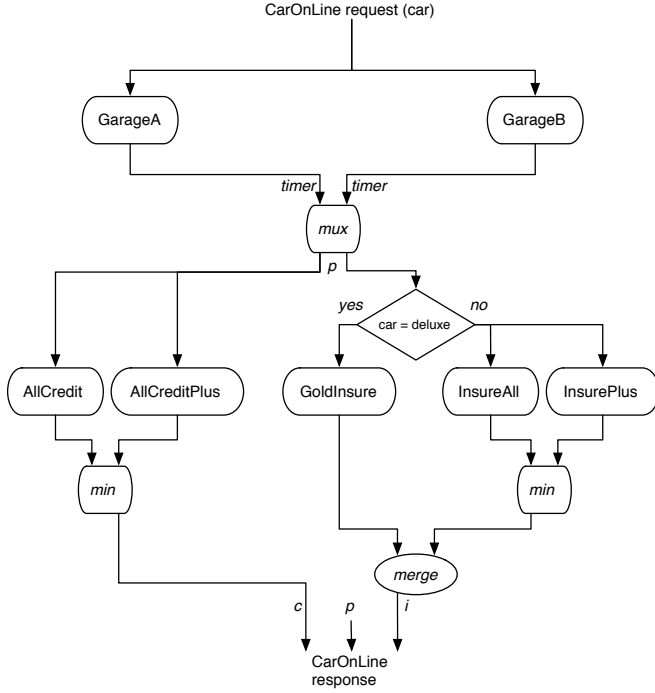 CarOnLine request (car)
GarageA
GarageB
timer
timer
mux
p
yes
car = deluxe
no
AllCredit
AllCreditPlus
GoldInsure
InsureAll
InsurePlus
min
min
merge
c
p
i
CarOnLine
response